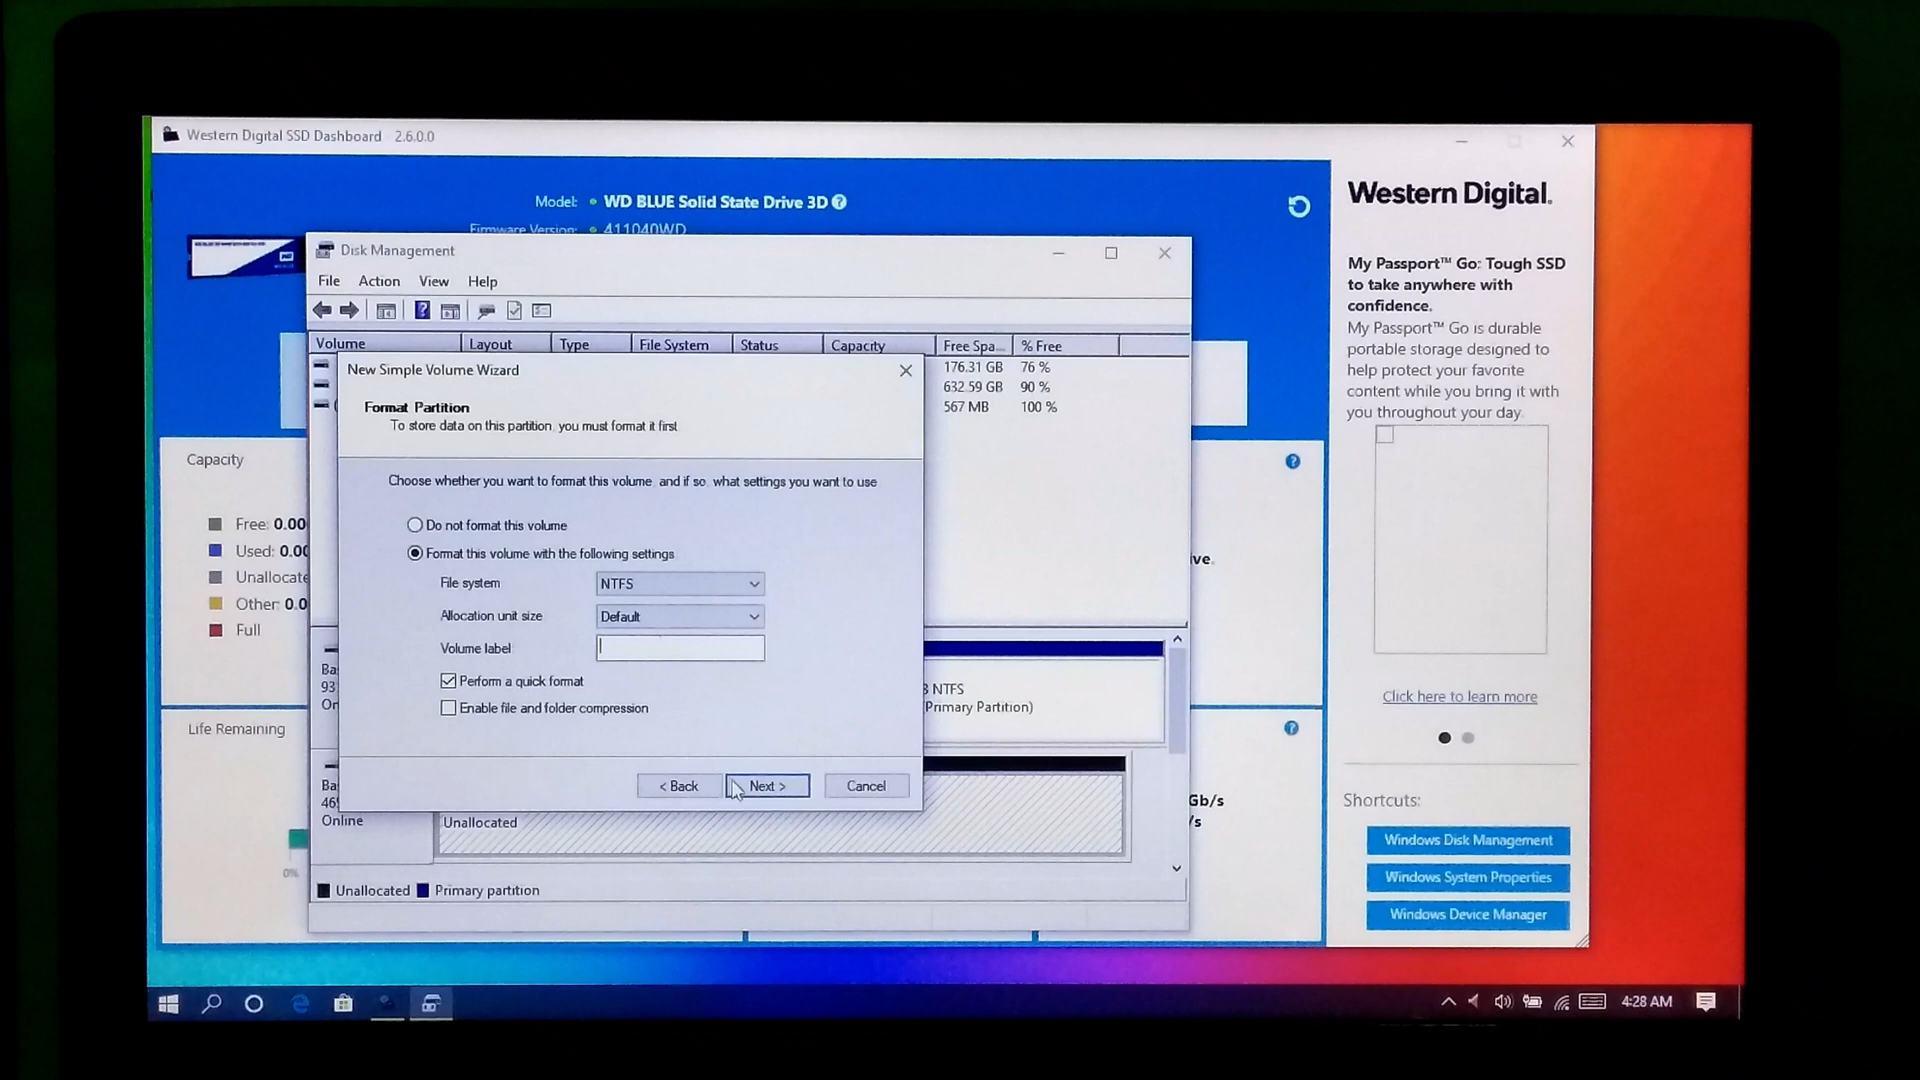 Western Digital SSD Dashboard 2.6.0.0
Model: WD BLUE Solid State Drive 3D
Firmware Version: 411040WD
Disk Management
File Action View Help
Volume Layout Type File System Status Capacity Free Spa... % Free
176.31 GB 76 %
632.59 GB 90 %
567 MB 100 %
New Simple Volume Wizard
Format Partition
To store data on this partition, you must format it first
Choose whether you want to format this volume, and if so, what settings you want to use
Do not format this volume
Format this volume with the following settings
File system NTFS
Allocation unit size Default
Volume label
Perform a quick format
Enable file and folder compression
< Back Next > Cancel
NTFS
Primary Partition)
Online
Unallocated
Unallocated Primary partition
Capacity
Free: 0.00
Used: 0.00
Unallocate
Other: 0.0
Full
Life Remaining
0%
ive.
Gb/s
/s
Western Digital.
My Passport™ Go: Tough SSD
to take anywhere with
confidence.
My Passport™ Go is durable
portable storage designed to
help protect your favorite
content while you bring it with
you throughout your day.
Click here to learn more
Shortcuts:
Windows Disk Management
Windows System Properties
Windows Device Manager
4:28 AM